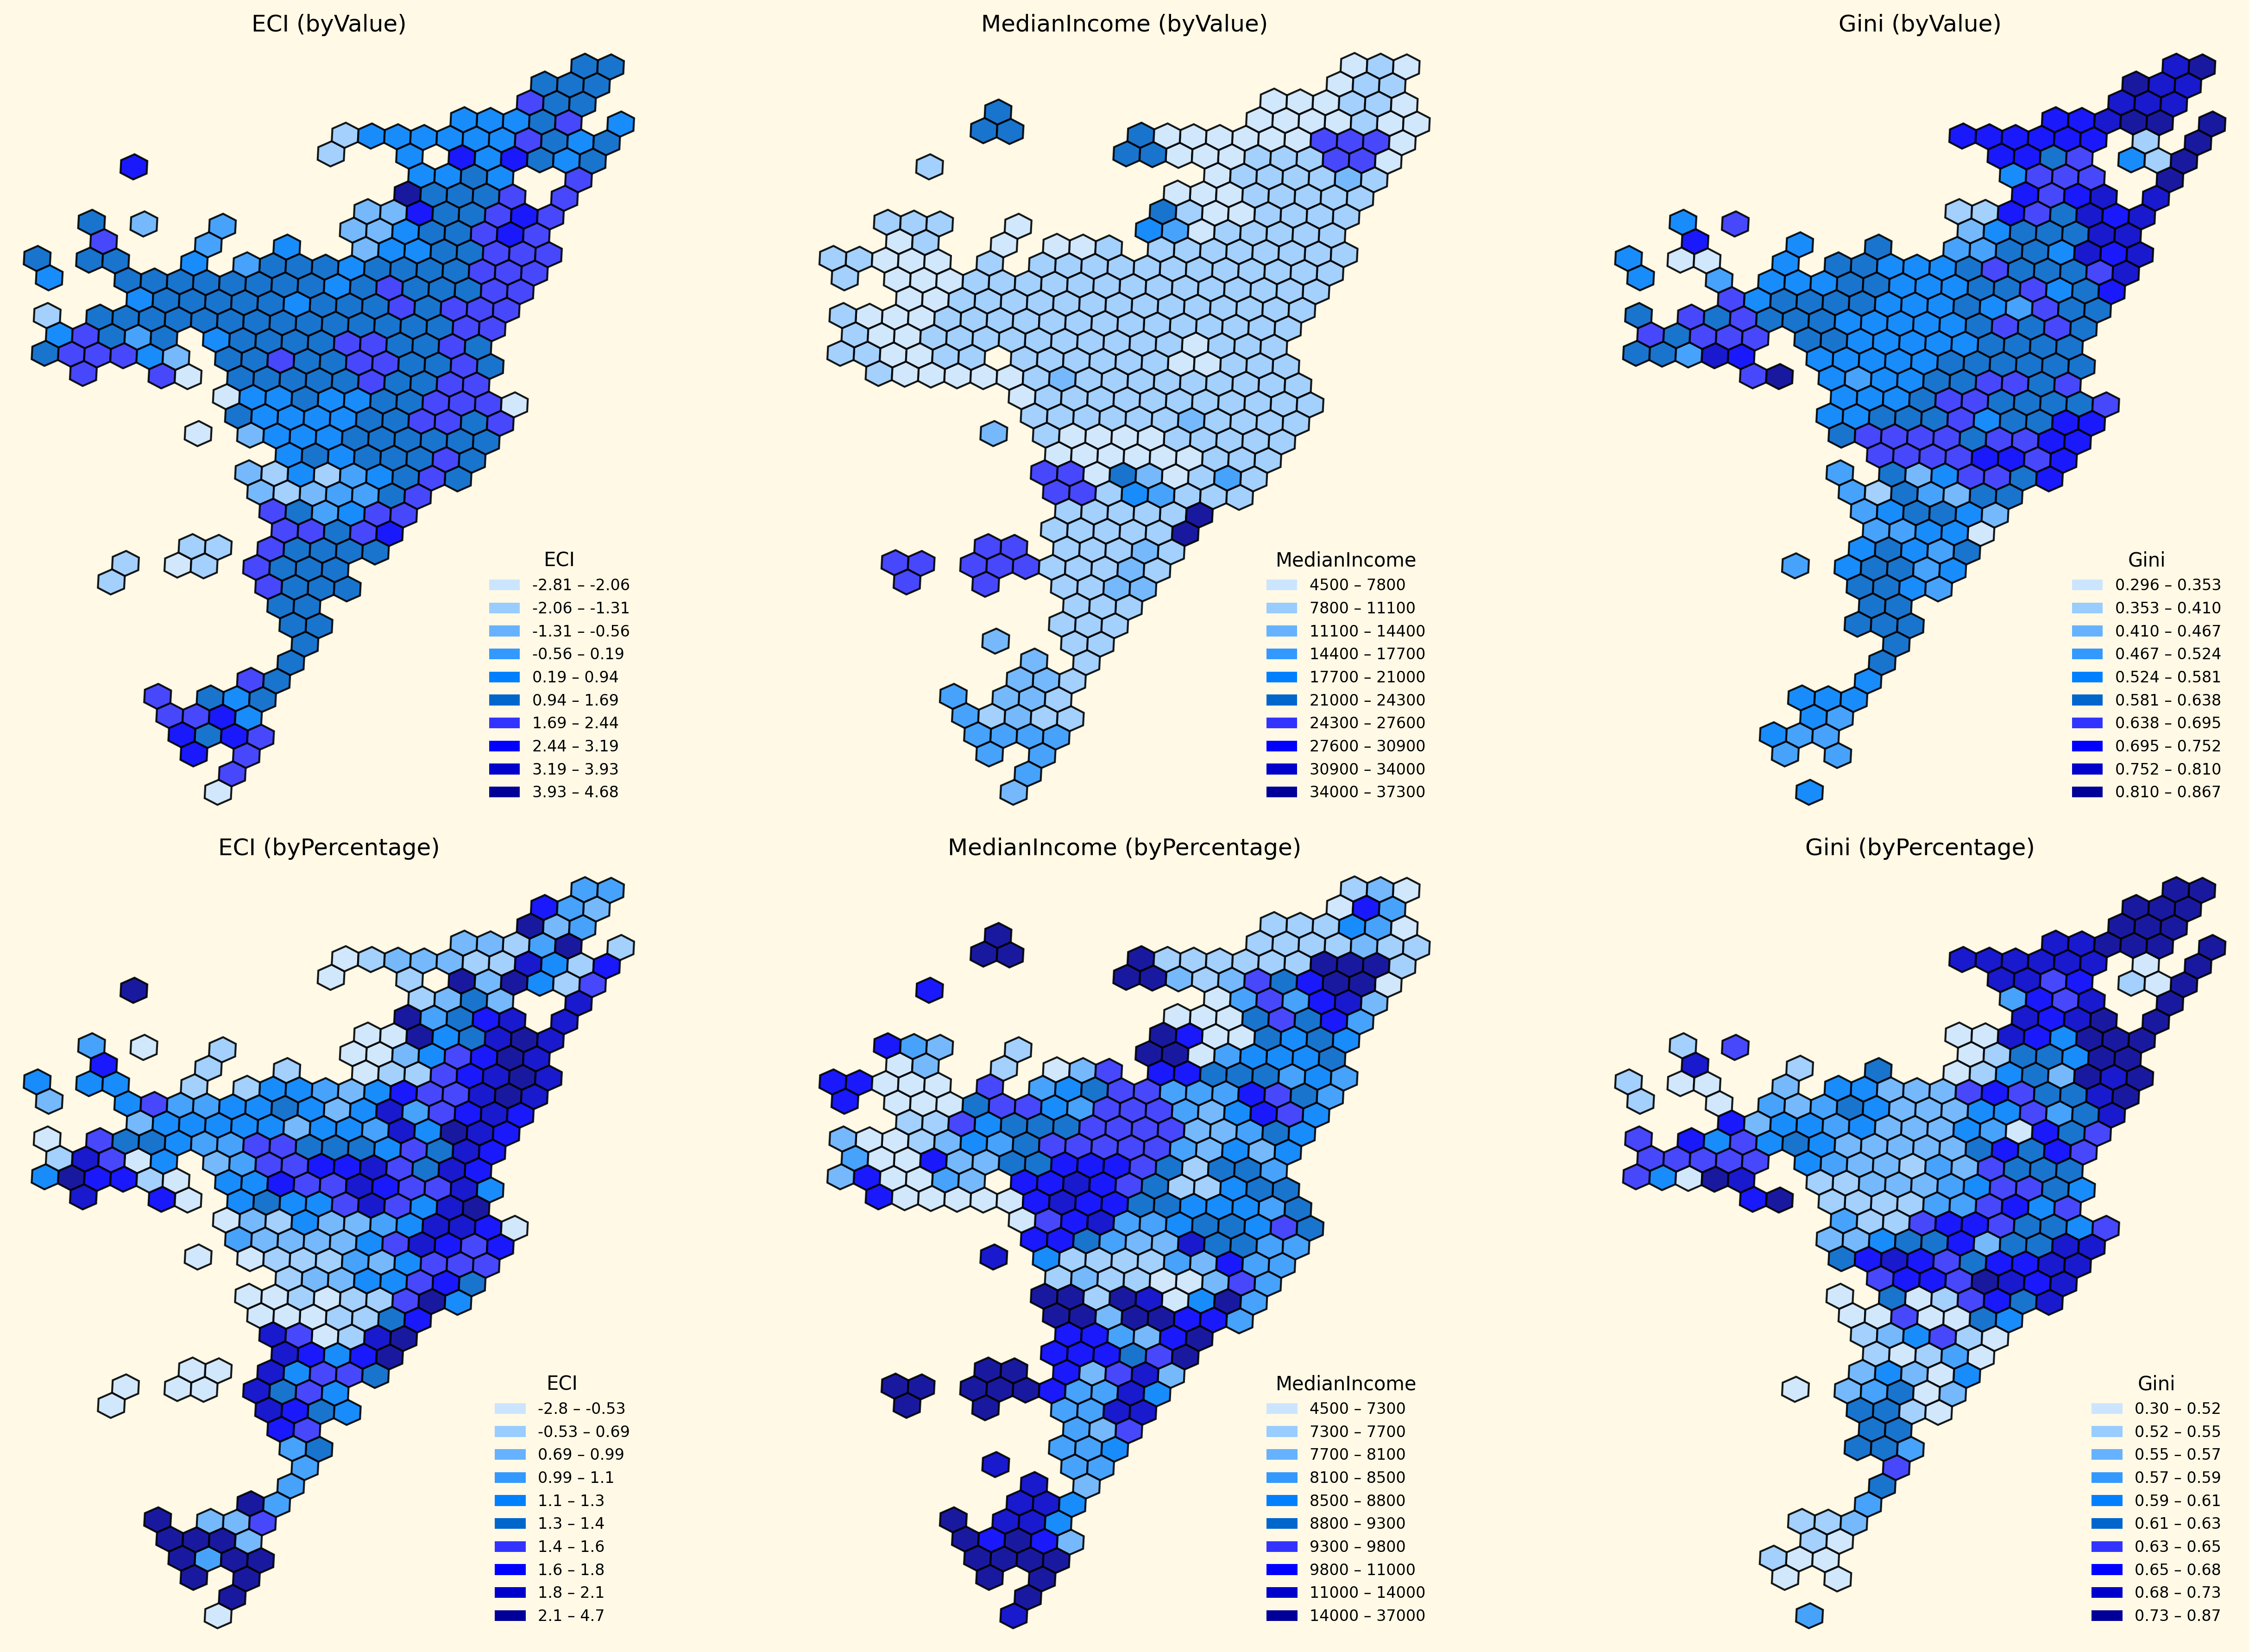 ECI (byValue)
MedianIncome (byValue)
Gini (byValue)
ECI
-2.81 – -2.06
-2.06 – -1.31
-1.31 – -0.56
-0.56 – 0.19
0.19 – 0.94
0.94 – 1.69
1.69 – 2.44
2.44 – 3.19
3.19 – 3.93
3.93 – 4.68
MedianIncome
4500 – 7800
7800 – 11100
11100 – 14400
14400 – 17700
17700 – 21000
21000 – 24300
24300 – 27600
27600 – 30900
30900 – 34000
34000 – 37300
Gini
0.296 – 0.353
0.353 – 0.410
0.410 – 0.467
0.467 – 0.524
0.524 – 0.581
0.581 – 0.638
0.638 – 0.695
0.695 – 0.752
0.752 – 0.810
0.810 – 0.867
ECI (byPercentage)
MedianIncome (byPercentage)
Gini (byPercentage)
ECI
-2.8 – -0.53
-0.53 – 0.69
0.69 – 0.99
0.99 – 1.1
1.1 – 1.3
1.3 – 1.4
1.4 – 1.6
1.6 – 1.8
1.8 – 2.1
2.1 – 4.7
MedianIncome
4500 – 7300
7300 – 7700
7700 – 8100
8100 – 8500
8500 – 8800
8800 – 9300
9300 – 9800
9800 – 11000
11000 – 14000
14000 – 37000
Gini
0.30 – 0.52
0.52 – 0.55
0.55 – 0.57
0.57 – 0.59
0.59 – 0.61
0.61 – 0.63
0.63 – 0.65
0.65 – 0.68
0.68 – 0.73
0.73 – 0.87